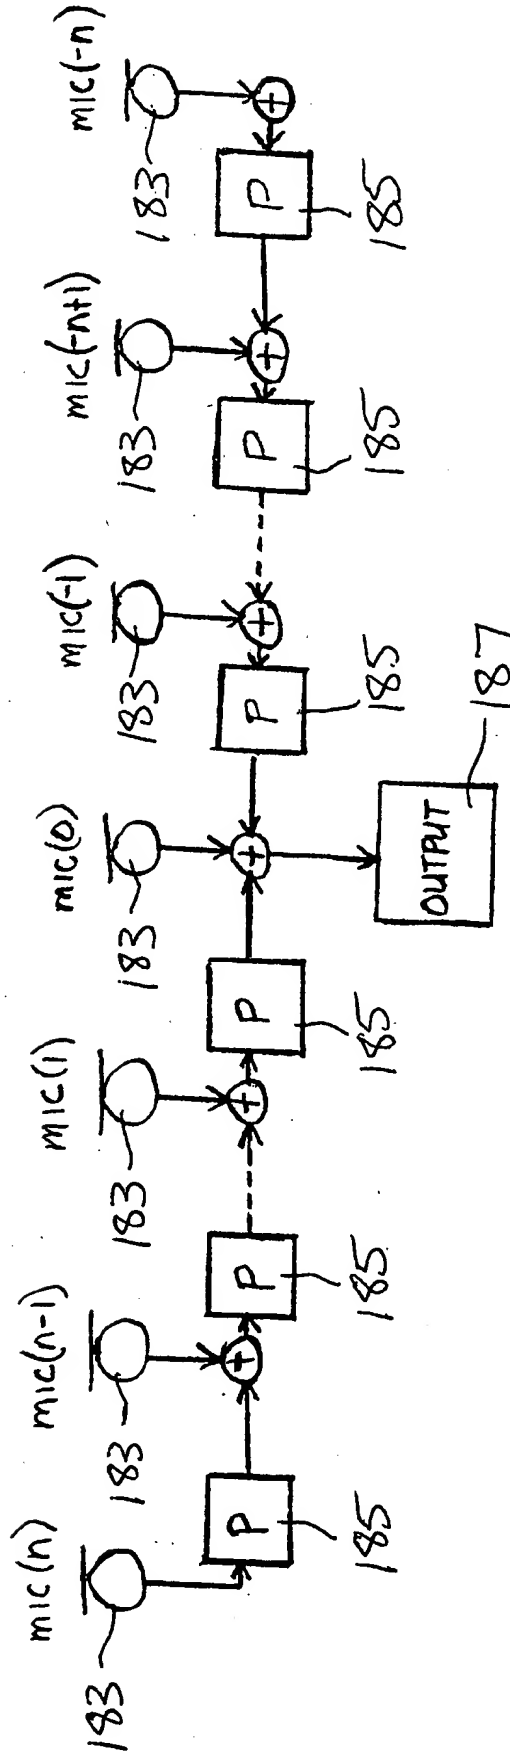 mic(n) mic(n-1) mic(1) mic(0) mic(-1) mic(-n+1) mic(-n)
183 183 183 183 183 183 183
+ + + + + +
P P P P P P
185 185 185 185 185 185
OUTPUT
187